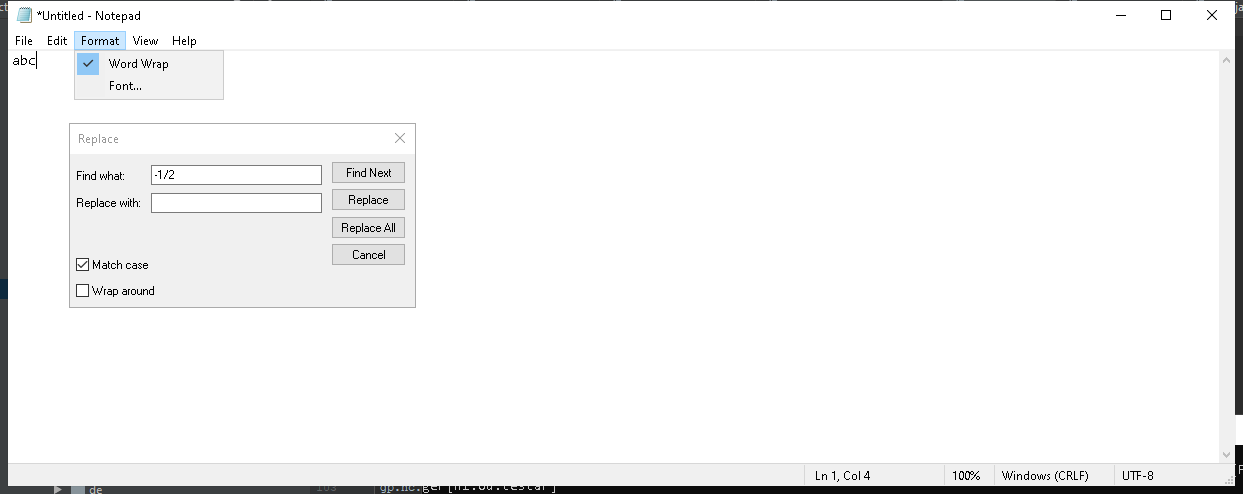 *Untitled - Notepad
File Edit Format View Help
abc
Word Wrap
Font...
Replace
Find what: -1/2 Find Next
Replace with: Replace
Replace All
Cancel
Match case
Wrap around
Ln 1, Col 4 100% Windows (CRLF) UTF-8
de